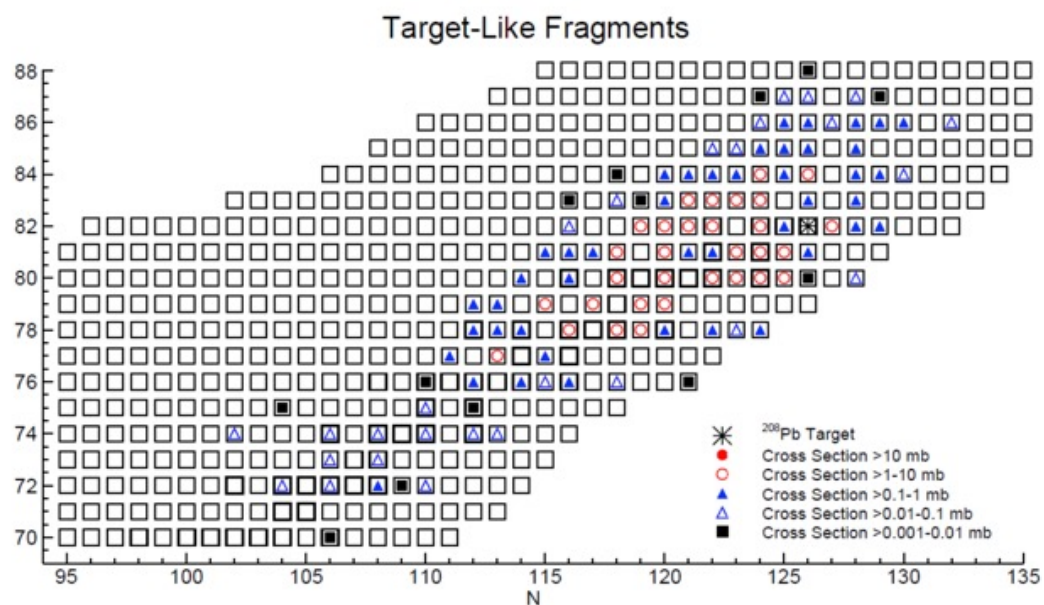 Target-Like Fragments
88
86
84
82
80
78
76
74
72
70
²⁰⁸Pb Target
Cross Section >10 mb
Cross Section >1-10 mb
Cross Section >0.1-1 mb
Cross Section >0.01-0.1 mb
Cross Section >0.001-0.01 mb
95 100 105 110 115 120 125 130 135
N